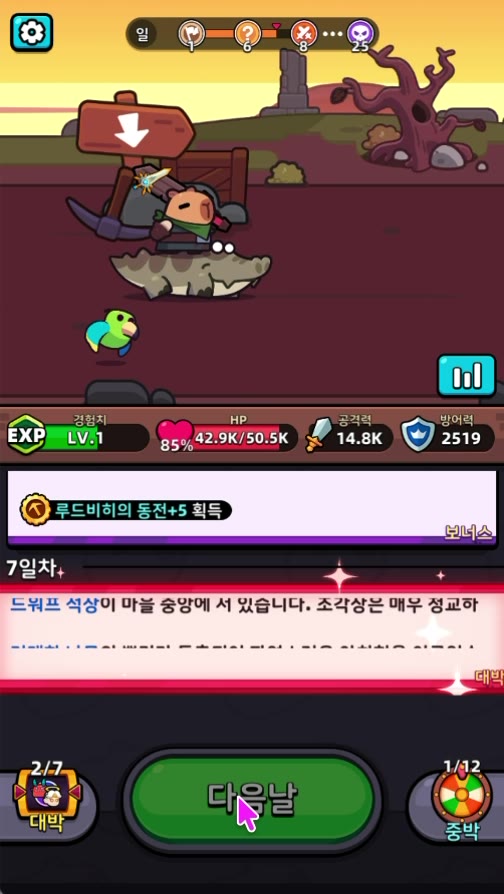 일
1 6 8 25
경험치 HP 공격력 방어력
EXP LV.1 85% 42.9K/50.5K 14.8K 2519
루드비히의 동전+5 획득
보너스
7일차
드워프 석상이 마을 중앙에 서 있습니다. 조각상은 매우 정교하
대박
2/7 1/12
다음날
대박 중박